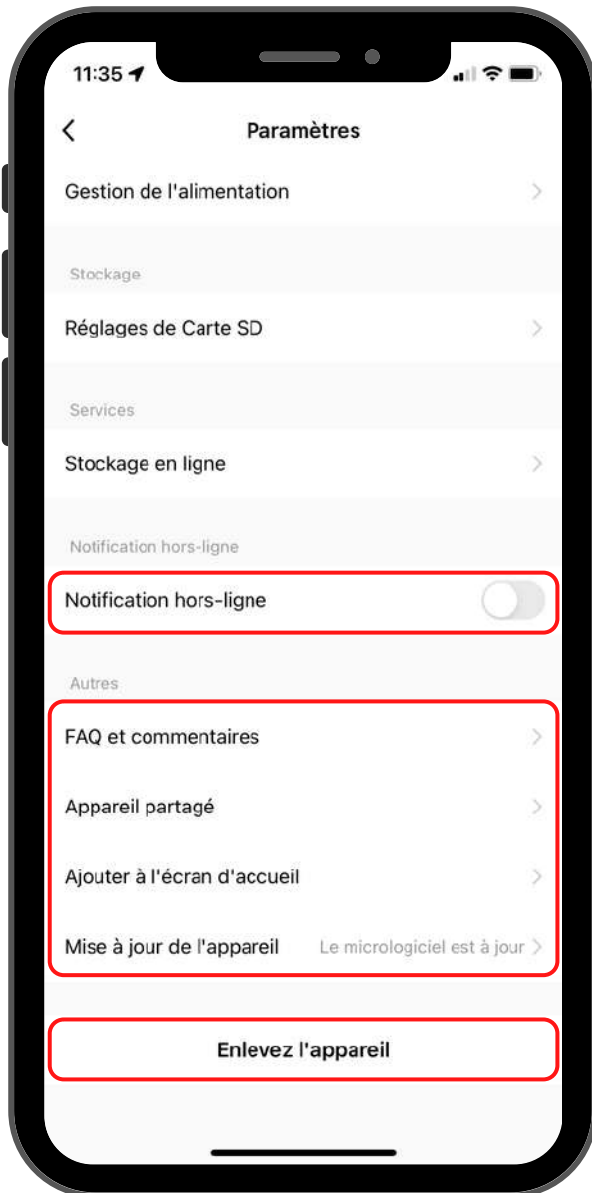 11:35
Paramètres
Gestion de l'alimentation
Stockage
Réglages de Carte SD
Services
Stockage en ligne
Notification hors-ligne
Notification hors-ligne
Autres
FAQ et commentaires
Appareil partagé
Ajouter à l'écran d'accueil
Mise à jour de l'appareil Le micrologiciel est à jour
Enlevez l'appareil